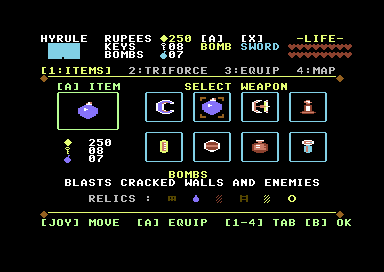 HYRULE RUPEES 250 [A] [X] -LIFE-
KEYS 08 BOMB SWORD
BOMBS 07
[1:ITEMS] 2:TRIFORCE 3:EQUIP 4:MAP
[A] ITEM SELECT WEAPON
250
08
07
BOMBS
BLASTS CRACKED WALLS AND ENEMIES
RELICS :
[JOY] MOVE [A] EQUIP [1-4] TAB [B] OK